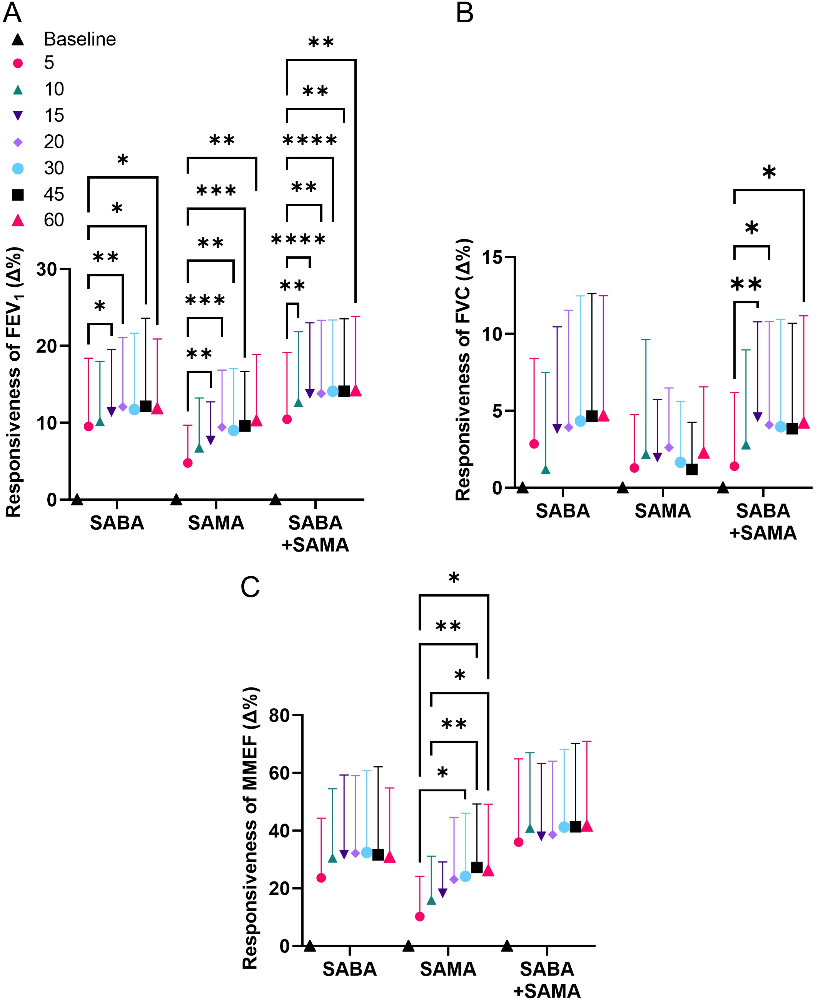 A
Baseline
5
10
15
20
30
45
60
Responsiveness of FEV1 (Δ%)
**
**
****
**
****
**
**
***
**
***
**
*
*
**
*
30
20
10
0
SABA
SAMA
SABA
+SAMA
B
Responsiveness of FVC (Δ%)
*
*
**
15
10
5
0
SABA
SAMA
SABA
+SAMA
C
Responsiveness of MMEF (Δ%)
*
**
*
**
*
80
60
40
20
0
SABA
SAMA
SABA
+SAMA